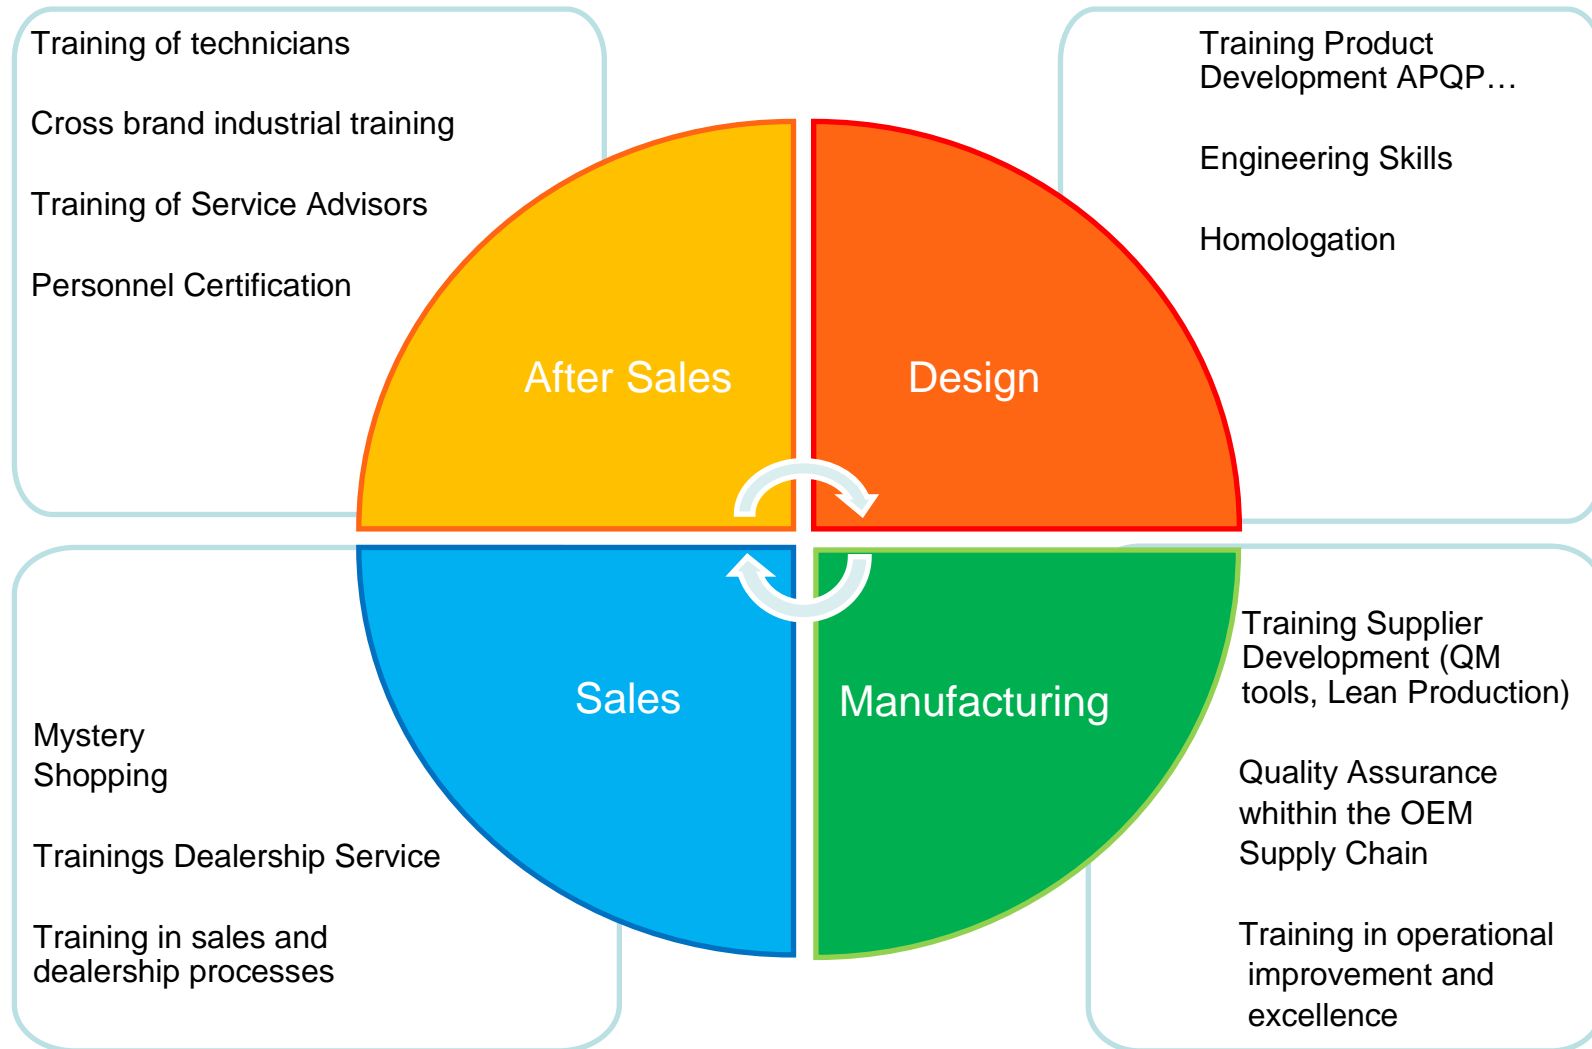 Training of technicians
Cross brand industrial training
Training of Service Advisors
Personnel Certification
Training Product
Development APQP…
Engineering Skills
Homologation
After Sales
Design
Sales
Manufacturing
Mystery
Shopping
Trainings Dealership Service
Training in sales and
dealership processes
Training Supplier
Development (QM
tools, Lean Production)
Quality Assurance
whithin the OEM
Supply Chain
Training in operational
improvement and
excellence